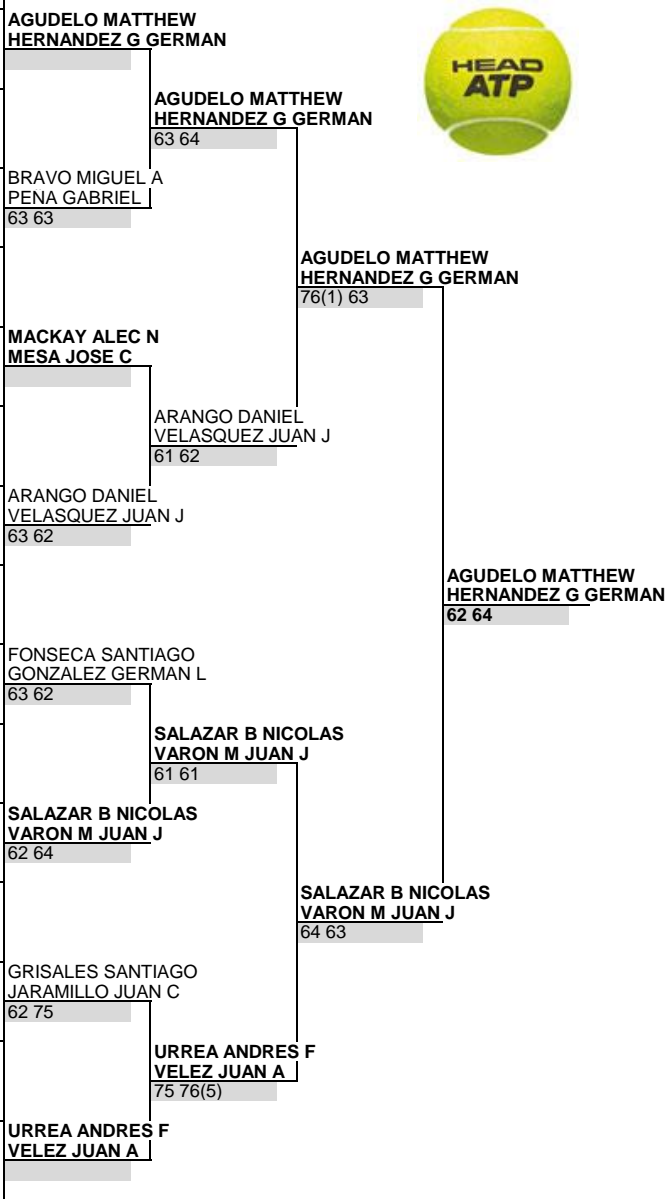 AGUDELO MATTHEW
HERNANDEZ G GERMAN
HEAD
ATP
AGUDELO MATTHEW
HERNANDEZ G GERMAN
63 64
BRAVO MIGUEL A
PENA GABRIEL
63 63
AGUDELO MATTHEW
HERNANDEZ G GERMAN
76(1) 63
MACKAY ALEC N
MESA JOSE C
ARANGO DANIEL
VELASQUEZ JUAN J
61 62
ARANGO DANIEL
VELASQUEZ JUAN J
63 62
AGUDELO MATTHEW
HERNANDEZ G GERMAN
62 64
FONSECA SANTIAGO
GONZALEZ GERMAN L
63 62
SALAZAR B NICOLAS
VARON M JUAN J
61 61
SALAZAR B NICOLAS
VARON M JUAN J
62 64
SALAZAR B NICOLAS
VARON M JUAN J
64 63
GRISALES SANTIAGO
JARAMILLO JUAN C
62 75
URREA ANDRES F
VELEZ JUAN A
75 76(5)
URREA ANDRES F
VELEZ JUAN A